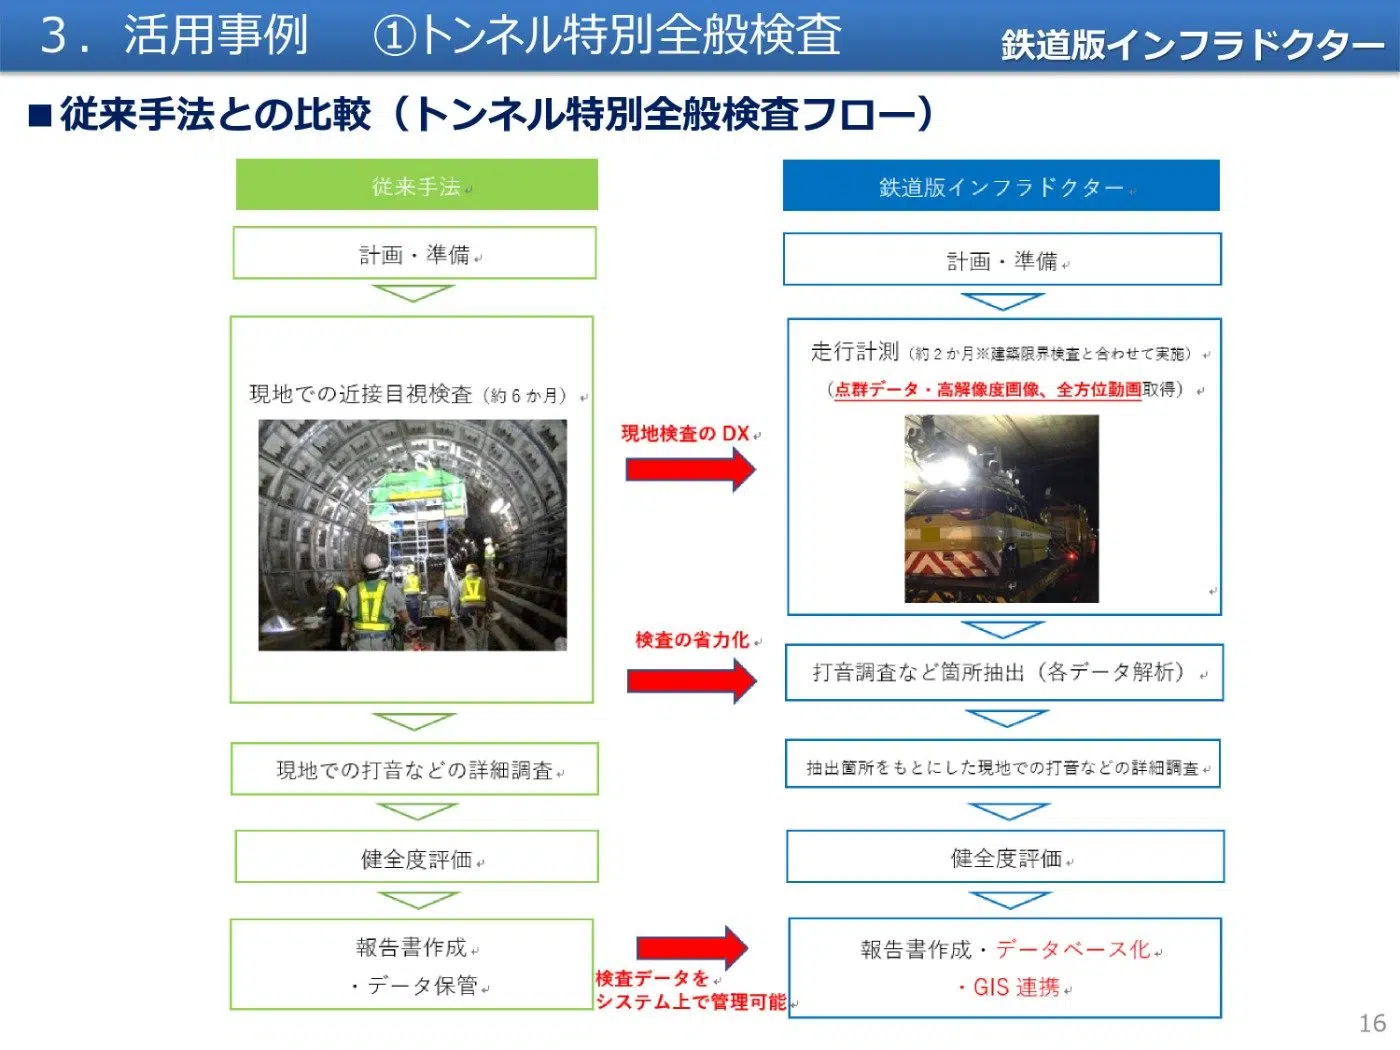 ３．活用事例　①トンネル特別全般検査
鉄道版インフラドクター
■従来手法との比較（トンネル特別全般検査フロー）
従来手法
計画・準備
現地での近接目視検査（約６か月）
現地での打音などの詳細調査
健全度評価
報告書作成
・データ保管
現地検査の DX
検査の省力化
検査データを
システム上で管理可能
鉄道版インフラドクター
計画・準備
走行計測（約２か月※建築限界検査と合わせて実施）
（点群データ・高解像度画像、全方位動画取得）
打音調査など箇所抽出（各データ解析）
抽出箇所をもとにした現地での打音などの詳細調査
健全度評価
報告書作成・データベース化
・GIS 連携
16